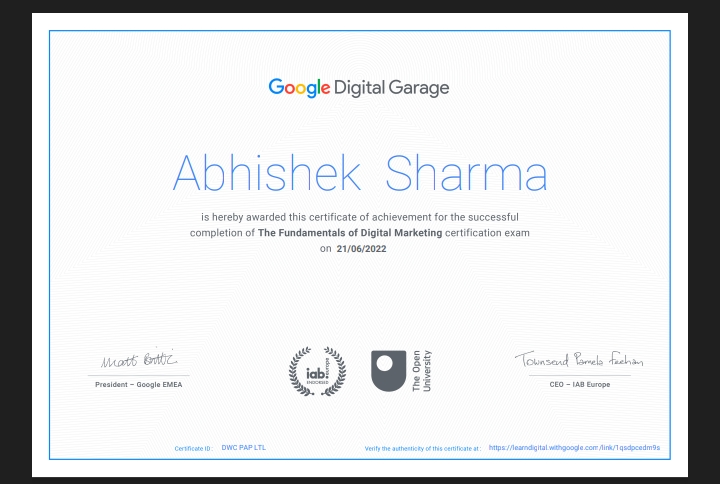 Google Digital Garage
Abhishek Sharma
is hereby awarded this certificate of achievement for the successful
completion of The Fundamentals of Digital Marketing certification exam
on 21/06/2022
Matt Brittin
Townsend Pamela Feehan
President – Google EMEA
iab.
europe
ENDORSED
The Open
University
CEO – IAB Europe
Certificate ID : DWC PAP LTL
Verify the authenticity of this certificate at : https://learndigital.withgoogle.com/link/1qsdpcedm9s